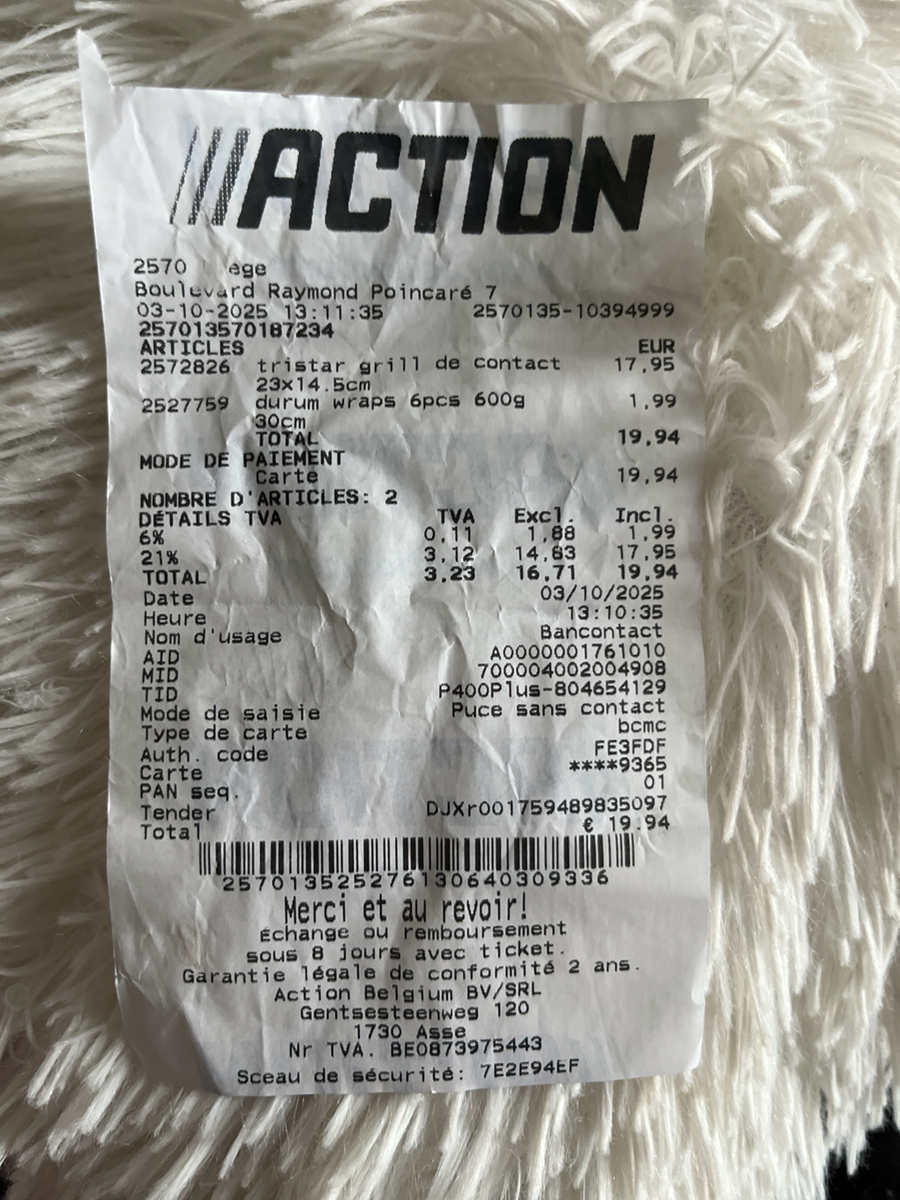 ACTION
2570 ege
Boulevard Raymond Poincaré 7
03-10-2025 13:11:35 2570135-10394999
257013570187234
ARTICLES EUR
2572826 tristar grill de contact 17,95
23x14.5cm
2527759 durum wraps 6pcs 600g 1,99
30cm
TOTAL 19,94
MODE DE PAIEMENT
Carte 19,94
NOMBRE D'ARTICLES: 2
DÉTAILS TVA TVA Excl. Incl.
6% 0,11 1,88 1,99
21% 3,12 14,83 17,95
TOTAL 3,23 16,71 19,94
Date 03/10/2025
Heure 13:10:35
Nom d'usage Bancontact
AID A0000001761010
MID 700004002004908
TID P400Plus-804654129
Mode de saisie Puce sans contact
Type de carte bcmc
Auth. code FE3FDF
Carte ****9365
PAN seq. 01
Tender DJXr001759489835097
Total € 19.94
257013525276130640309336
Merci et au revoir!
Échange ou remboursement
sous 8 jours avec ticket.
Garantie légale de conformité 2 ans.
Action Belgium BV/SRL
Gentsesteenweg 120
1730 Asse
Nr TVA. BE0873975443
Sceau de sécurité: 7E2E94EF